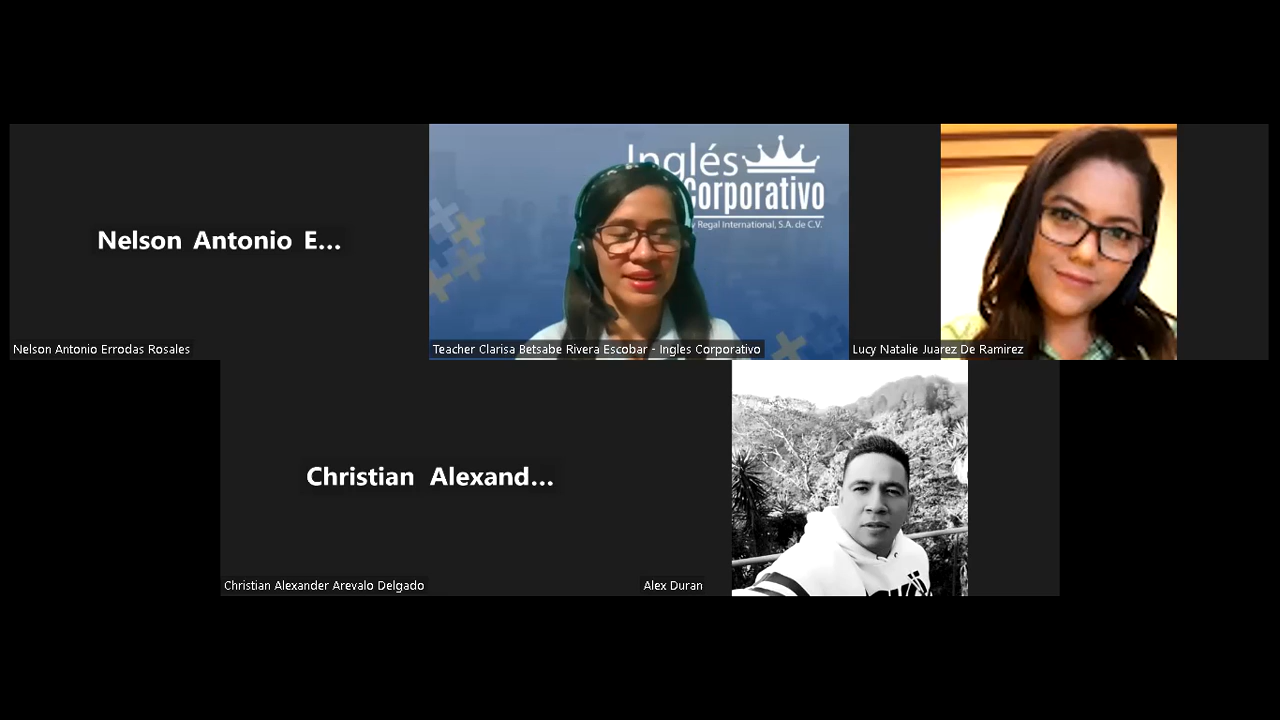 Nelson Antonio E...
Nelson Antonio Errodas Rosales
Inglés
Corporativo
Regal International, S.A. de C.V.
Teacher Clarisa Betsabe Rivera Escobar - Ingles Corporativo
Lucy Natalie Juarez De Ramirez
Christian Alexand...
Christian Alexander Arevalo Delgado
Alex Duran